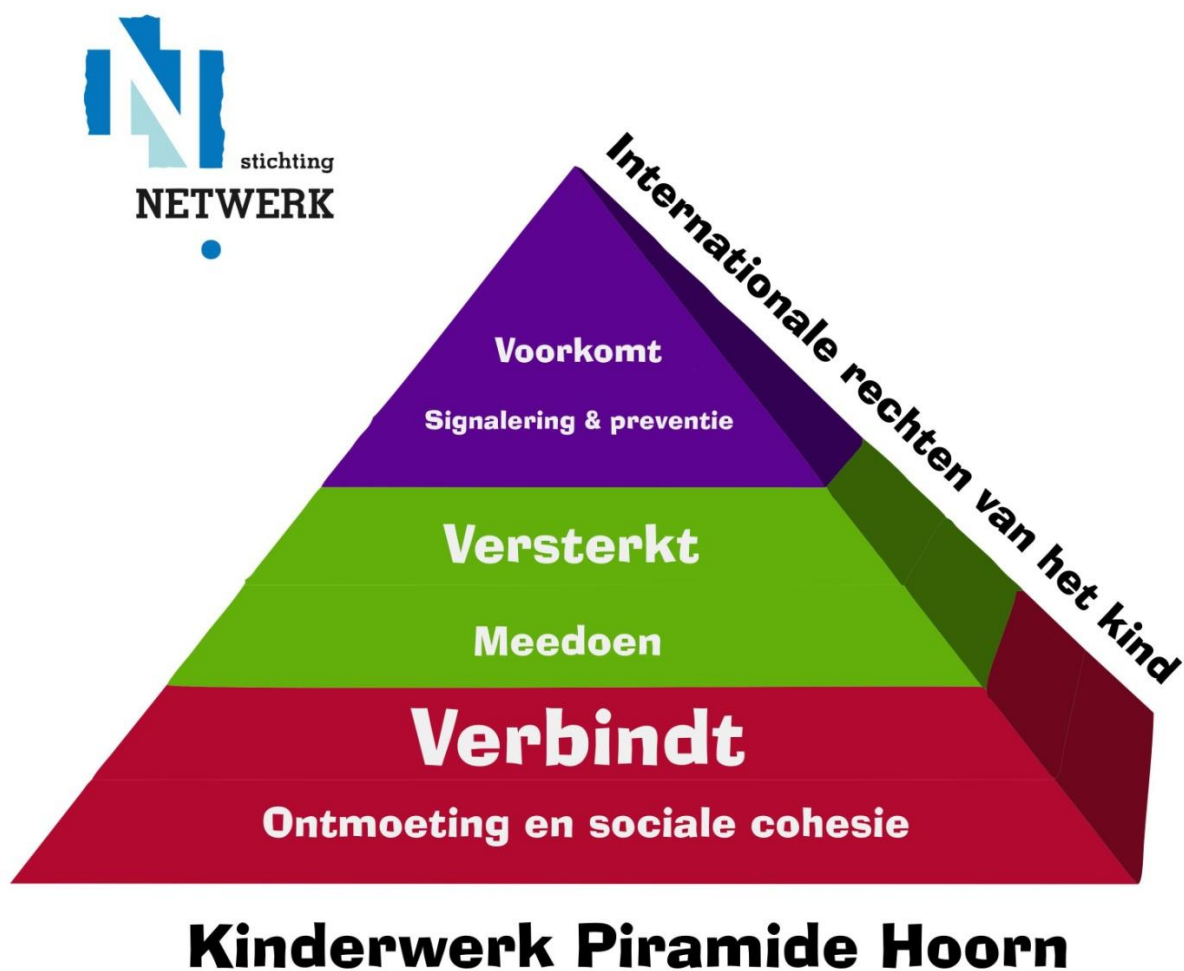 stichting
NETWERK
Internationale rechten van het kind
Voorkomt
Signalering & preventie
Versterkt
Meedoen
Verbindt
Ontmoeting en sociale cohesie
Kinderwerk Piramide Hoorn